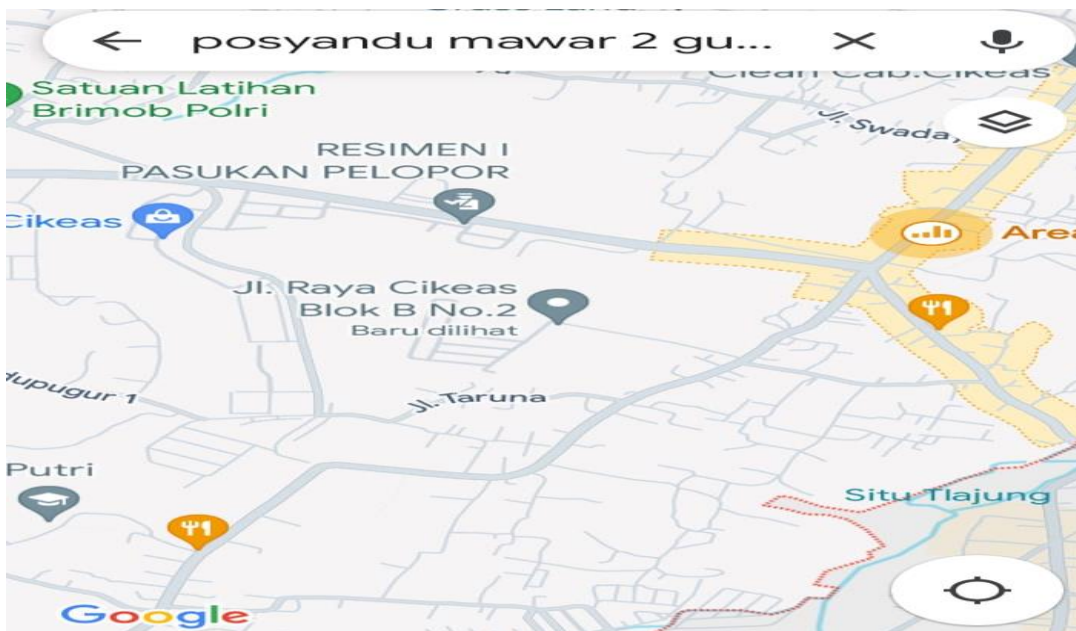 posyandu mawar 2 gu...
Clean Cab.Cikeas
Satuan Latihan
Brimob Polri
Jl. Swaday
RESIMEN I
PASUKAN PELOPOR
Cikeas
Area
Jl. Raya Cikeas
Blok B No.2
Baru dilihat
dupugur 1
Jl. Taruna
Putri
Situ Tlajung
Google